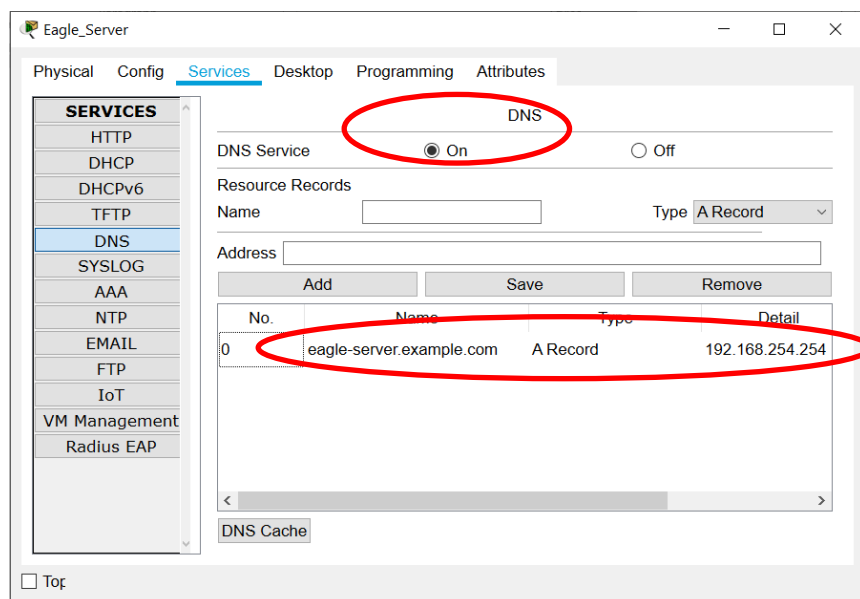 Eagle_Server
Physical Config Services Desktop Programming Attributes
SERVICES
HTTP
DHCP
DHCPv6
TFTP
DNS
SYSLOG
AAA
NTP
EMAIL
FTP
IoT
VM Management
Radius EAP
DNS
DNS Service On Off
Resource Records
Name Type A Record
Address
Add Save Remove
No. Name Type Detail
0 eagle-server.example.com A Record 192.168.254.254
DNS Cache
Top